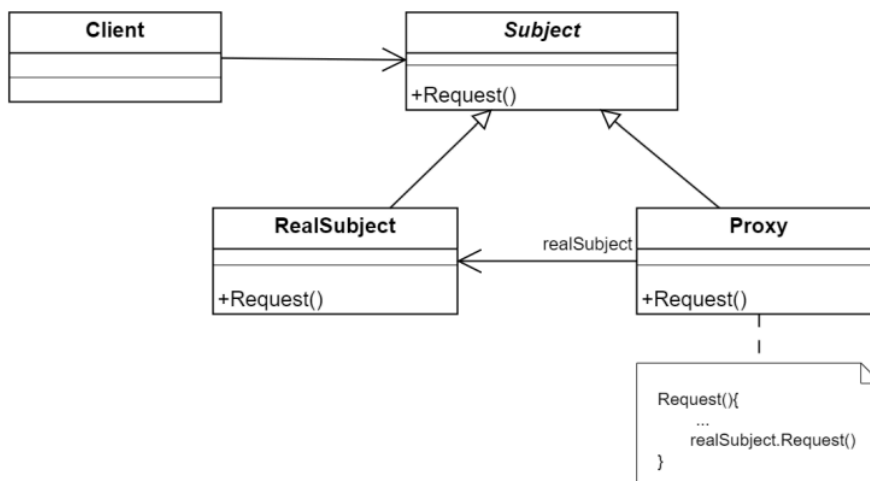 Client
Subject
+Request()
RealSubject
+Request()
realSubject
Proxy
+Request()
Request(){
...
realSubject.Request()
}